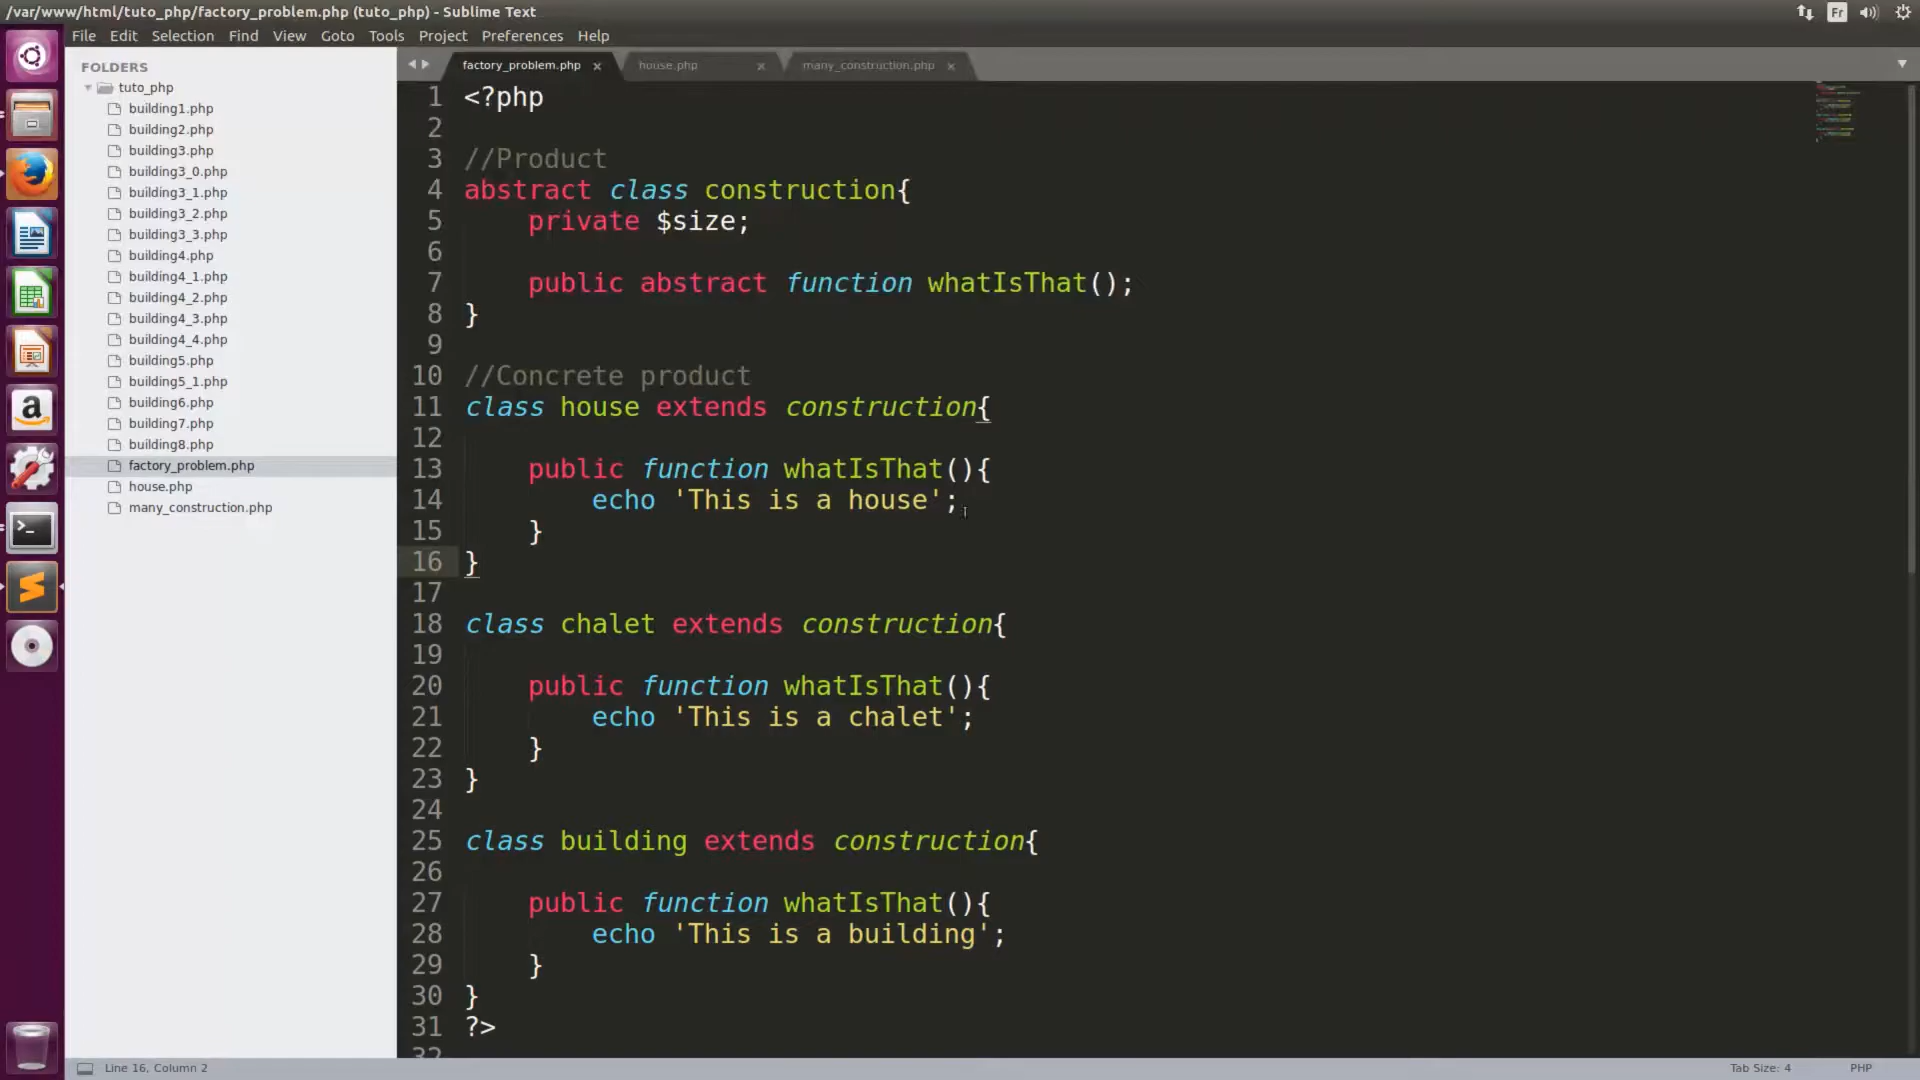 /var/www/html/tuto_php/factory_problem.php (tuto_php) - Sublime Text
Fr
File Edit Selection Find View Goto Tools Project Preferences Help
FOLDERS
tuto_php
building1.php
building2.php
building3.php
building3_0.php
building3_1.php
building3_2.php
building3_3.php
building4.php
building4_1.php
building4_2.php
building4_3.php
building4_4.php
building5.php
building5_1.php
building6.php
building7.php
building8.php
factory_problem.php
house.php
many_construction.php
factory_problem.php × house.php × many_construction.php ×
1 <?php
2
3 //Product
4 abstract class construction{
5     private $size;
6
7     public abstract function whatIsThat();
8 }
9
10 //Concrete product
11 class house extends construction{
12
13     public function whatIsThat(){
14         echo 'This is a house';
15     }
16 }
17
18 class chalet extends construction{
19
20     public function whatIsThat(){
21         echo 'This is a chalet';
22     }
23 }
24
25 class building extends construction{
26
27     public function whatIsThat(){
28         echo 'This is a building';
29     }
30 }
31 ?>
32
Line 16, Column 2
Tab Size: 4
PHP